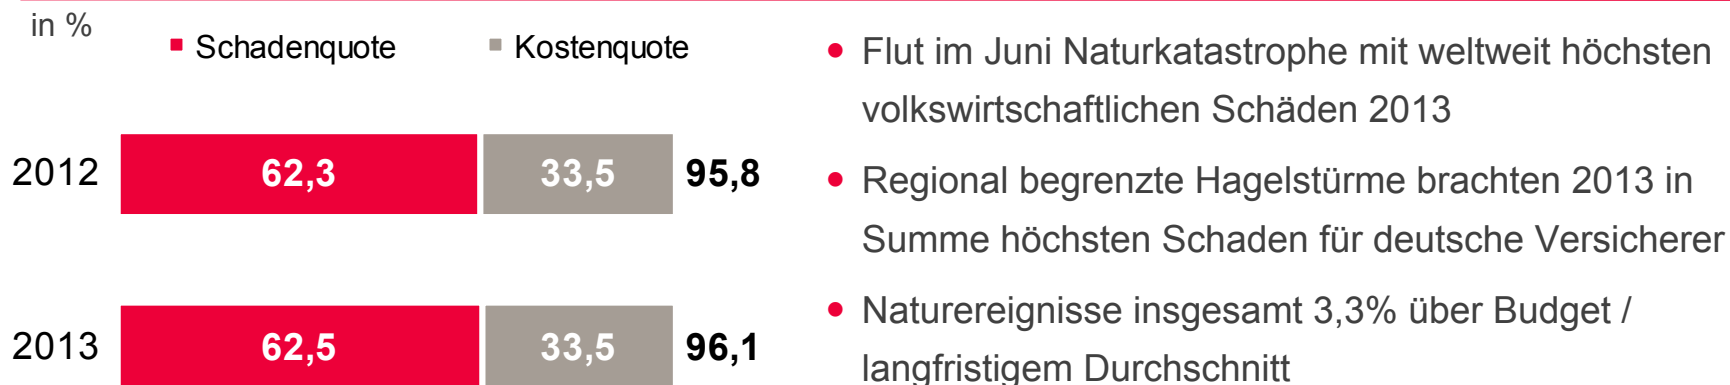 in %
Schadenquote Kostenquote
2012 62,3 33,5 95,8
2013 62,5 33,5 96,1
• Flut im Juni Naturkatastrophe mit weltweit höchsten
volkswirtschaftlichen Schäden 2013
• Regional begrenzte Hagelstürme brachten 2013 in
Summe höchsten Schaden für deutsche Versicherer
• Naturereignisse insgesamt 3,3% über Budget /
langfristigem Durchschnitt